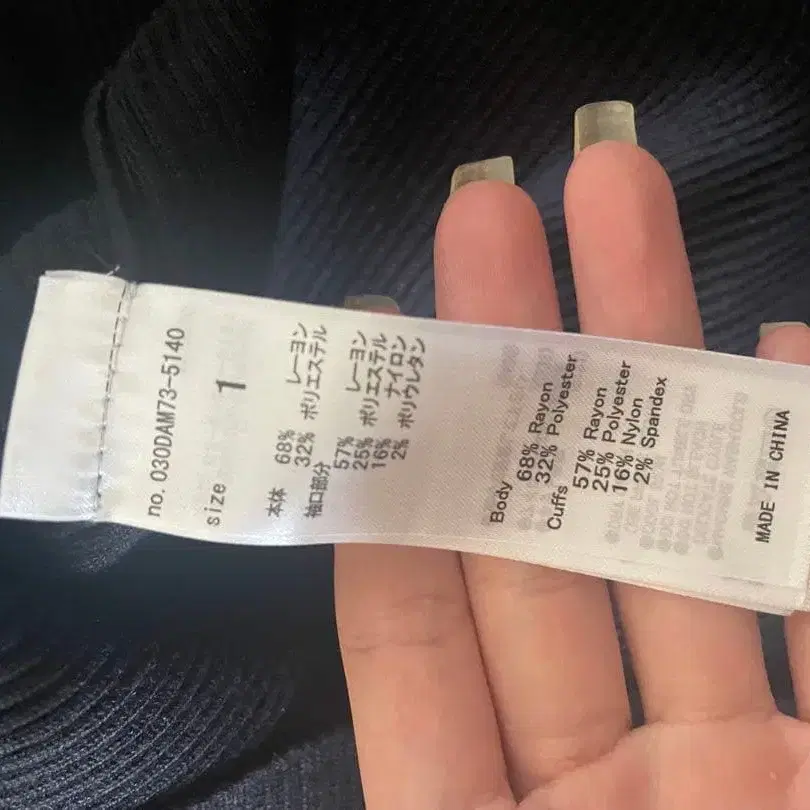 no. 030DAM73-5140
size 1
本体 68% レーヨン
32% ポリエステル
袖口部分
57% レーヨン
25% ポリエステル
16% ナイロン
2% ポリウレタン
Body
68% Rayon
32% Polyester
Cuffs
57% Rayon
25% Polyester
16% Nylon
2% Spandex
MADE IN CHINA